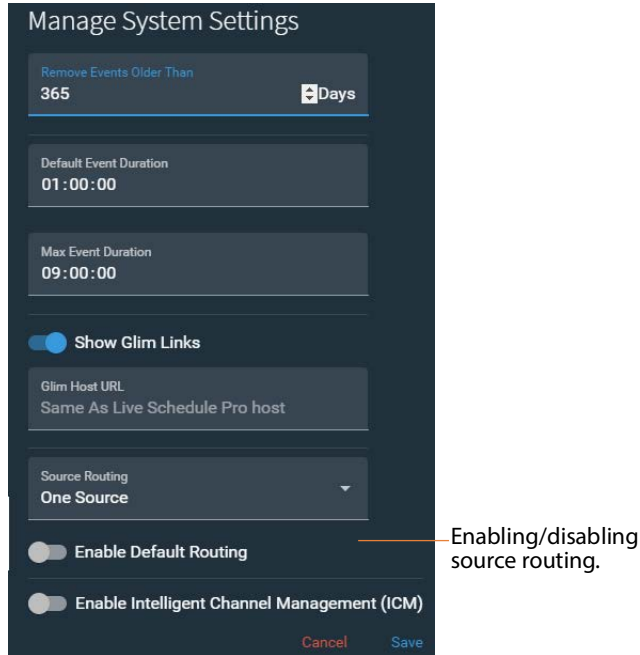 Manage System Settings
Remove Events Older Than
365 Days
Default Event Duration
01:00:00
Max Event Duration
09:00:00
Show Glim Links
Glim Host URL
Same As Live Schedule Pro host
Source Routing
One Source
Enable Default Routing
Enabling/disabling
source routing.
Enable Intelligent Channel Management (ICM)
Cancel Save